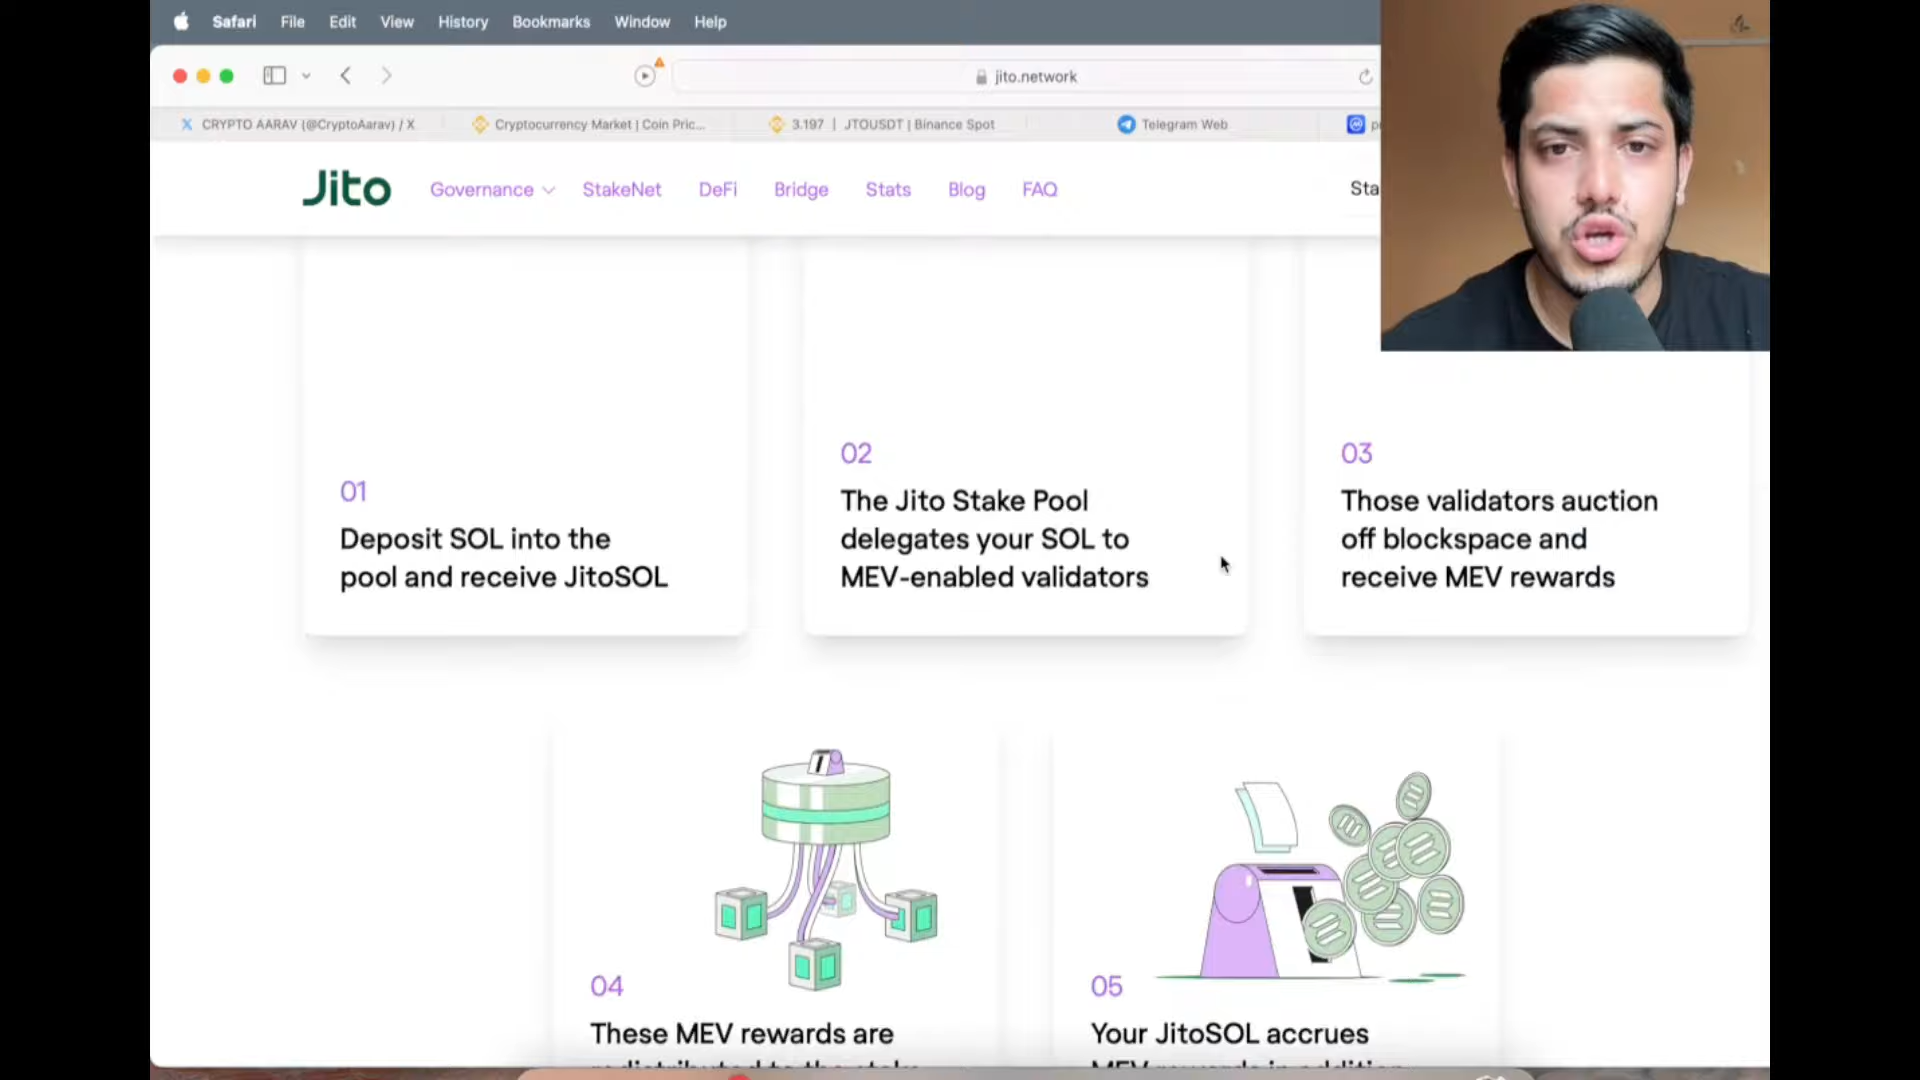 Safari File Edit View History Bookmarks Window Help
jito.network
CRYPTO AARAV (@CryptoAarav) / X
Cryptocurrency Market | Coin Pric...
3.197 | JTOUSDT | Binance Spot
Telegram Web
Jito
Governance StakeNet DeFi Bridge Stats Blog FAQ
Sta
01
Deposit SOL into the
pool and receive JitoSOL
02
The Jito Stake Pool
delegates your SOL to
MEV-enabled validators
03
Those validators auction
off blockspace and
receive MEV rewards
04
These MEV rewards are
05
Your JitoSOL accrues